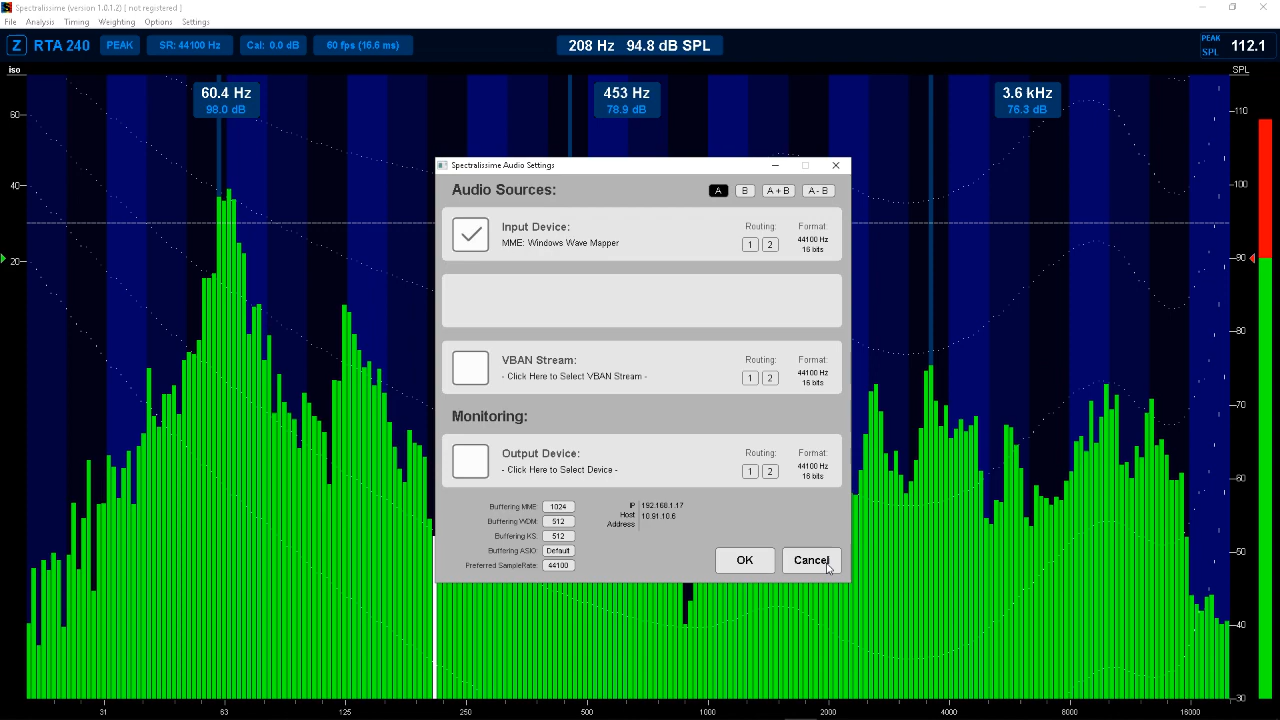 Spectralissime (version 1.0.1.2) [ not registered ]
File Analysis Timing Weighting Options Settings
Z RTA 240 PEAK SR: 44100 Hz Cal: 0.0 dB 60 fps (16.6 ms) 208 Hz 94.8 dB SPL PEAK SPL 112.1
iso SPL
60.4 Hz
98.0 dB
453 Hz
78.9 dB
3.6 kHz
76.3 dB
60
40
20
110
100
90
80
70
60
50
40
30
Spectralissime Audio Settings
Audio Sources: A B A + B A - B
Input Device: Routing: Format:
MME: Windows Wave Mapper 1 2 44100 Hz
16 bits
VBAN Stream: Routing: Format:
- Click Here to Select VBAN Stream - 1 2 44100 Hz
16 bits
Monitoring:
Output Device: Routing: Format:
- Click Here to Select Device - 1 2 44100 Hz
16 bits
Buffering MME: 1024 IP 192.168.1.17
Buffering WDM: 512 Host 10.91.10.6
Address
Buffering KS: 512
Buffering ASIO: Default
Preferred SampleRate: 44100
OK Cancel
31 63 125 250 500 1000 2000 4000 8000 16000